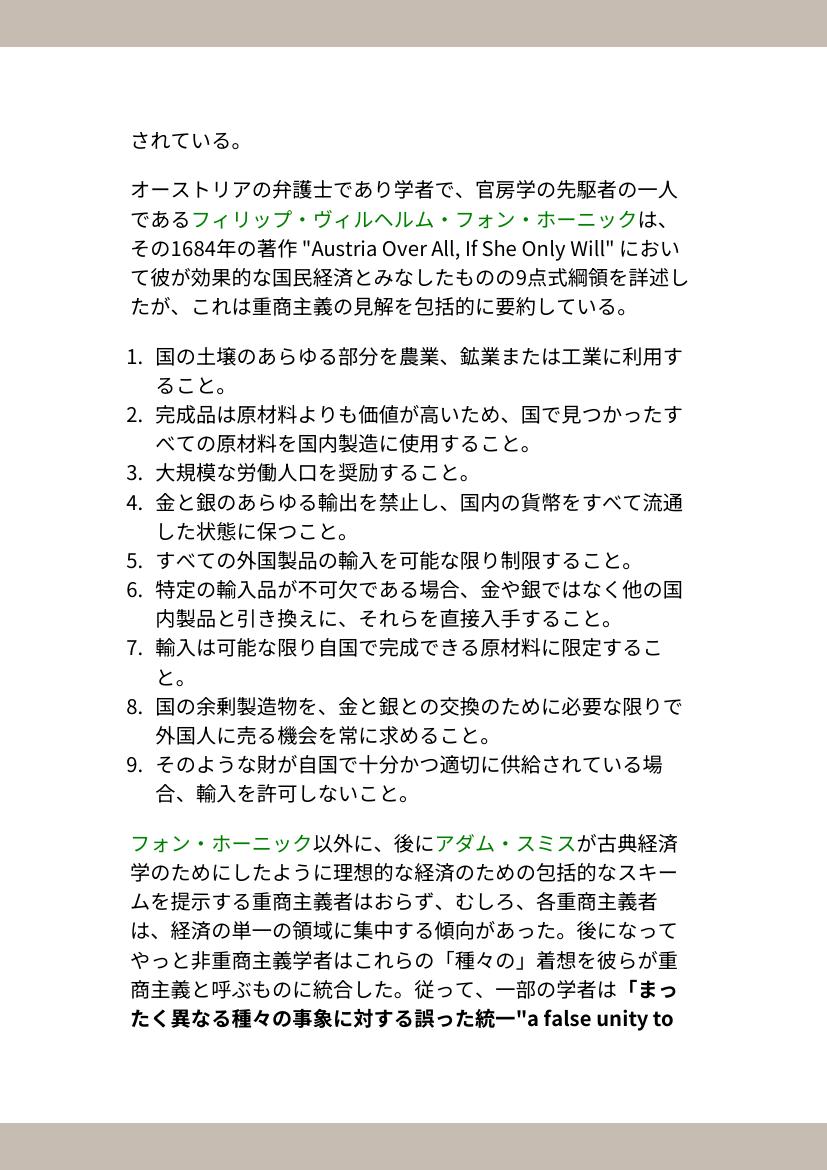 されている。
オーストリアの弁護士であり学者で、官房学の先駆者の一人
であるフィリップ・ヴィルヘルム・フォン・ホーニックは、
その1684年の著作 "Austria Over All, If She Only Will" におい
て彼が効果的な国民経済とみなしたものの9点式綱領を詳述し
たが、これは重商主義の見解を包括的に要約している。
1. 国の土壌のあらゆる部分を農業、鉱業または工業に利用す
ること。
2. 完成品は原材料よりも価値が高いため、国で見つかったす
べての原材料を国内製造に使用すること。
3. 大規模な労働人口を奨励すること。
4. 金と銀のあらゆる輸出を禁止し、国内の貨幣をすべて流通
した状態に保つこと。
5. すべての外国製品の輸入を可能な限り制限すること。
6. 特定の輸入品が不可欠である場合、金や銀ではなく他の国
内製品と引き換えに、それらを直接入手すること。
7. 輸入は可能な限り自国で完成できる原材料に限定するこ
と。
8. 国の余剰製造物を、金と銀との交換のために必要な限りで
外国人に売る機会を常に求めること。
9. そのような財が自国で十分かつ適切に供給されている場
合、輸入を許可しないこと。
フォン・ホーニック以外に、後にアダム・スミスが古典経済
学のためにしたように理想的な経済のための包括的なスキー
ムを提示する重商主義者はおらず、むしろ、各重商主義者
は、経済の単一の領域に集中する傾向があった。後になって
やっと非重商主義学者はこれらの「種々の」着想を彼らが重
商主義と呼ぶものに統合した。従って、一部の学者は「まっ
たく異なる種々の事象に対する誤った統一"a false unity to